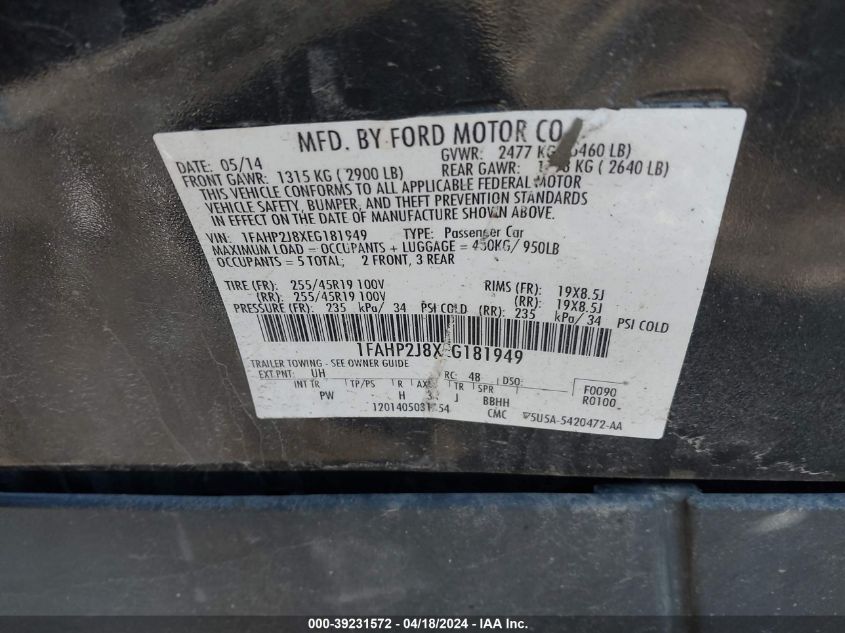 MFD. BY FORD MOTOR CO
DATE: 05/14 GVWR: 2477 KG 5460 LB)
FRONT GAWR: 1315 KG ( 2900 LB) REAR GAWR: KG ( 2640 LB)
THIS VEHICLE CONFORMS TO ALL APPLICABLE FEDERAL MOTOR
VEHICLE SAFETY, BUMPER, AND THEFT PREVENTION STANDARDS
IN EFFECT ON THE DATE OF MANUFACTURE SHOWN ABOVE.
VIN: 1FAHP2J8XEG181949 TYPE: Passenger Car
MAXIMUM LOAD = OCCUPANTS + LUGGAGE = 430KG/ 950LB
OCCUPANTS = 5 TOTAL; 2 FRONT, 3 REAR
TIRE (FR): 255/45R19 100V RIMS (FR): 19X8.5J
(RR): 255/45R19 100V (RR): 19X8.5J
PRESSURE (FR): 235 kPa/ 34 PSI COLD (RR): 235 kPa/ 34 PSI COLD
1FAHP2J8X G181949
TRAILER TOWING - SEE OWNER GUIDE
EXT.PNT: UH RC: 48 DSO: F0090
INT TR TP/PS R AX TR SPR R0100
PW H J BBHH
CMC 5U5A-5420472-AA
000-39231572 - 04/18/2024 - IAA Inc.